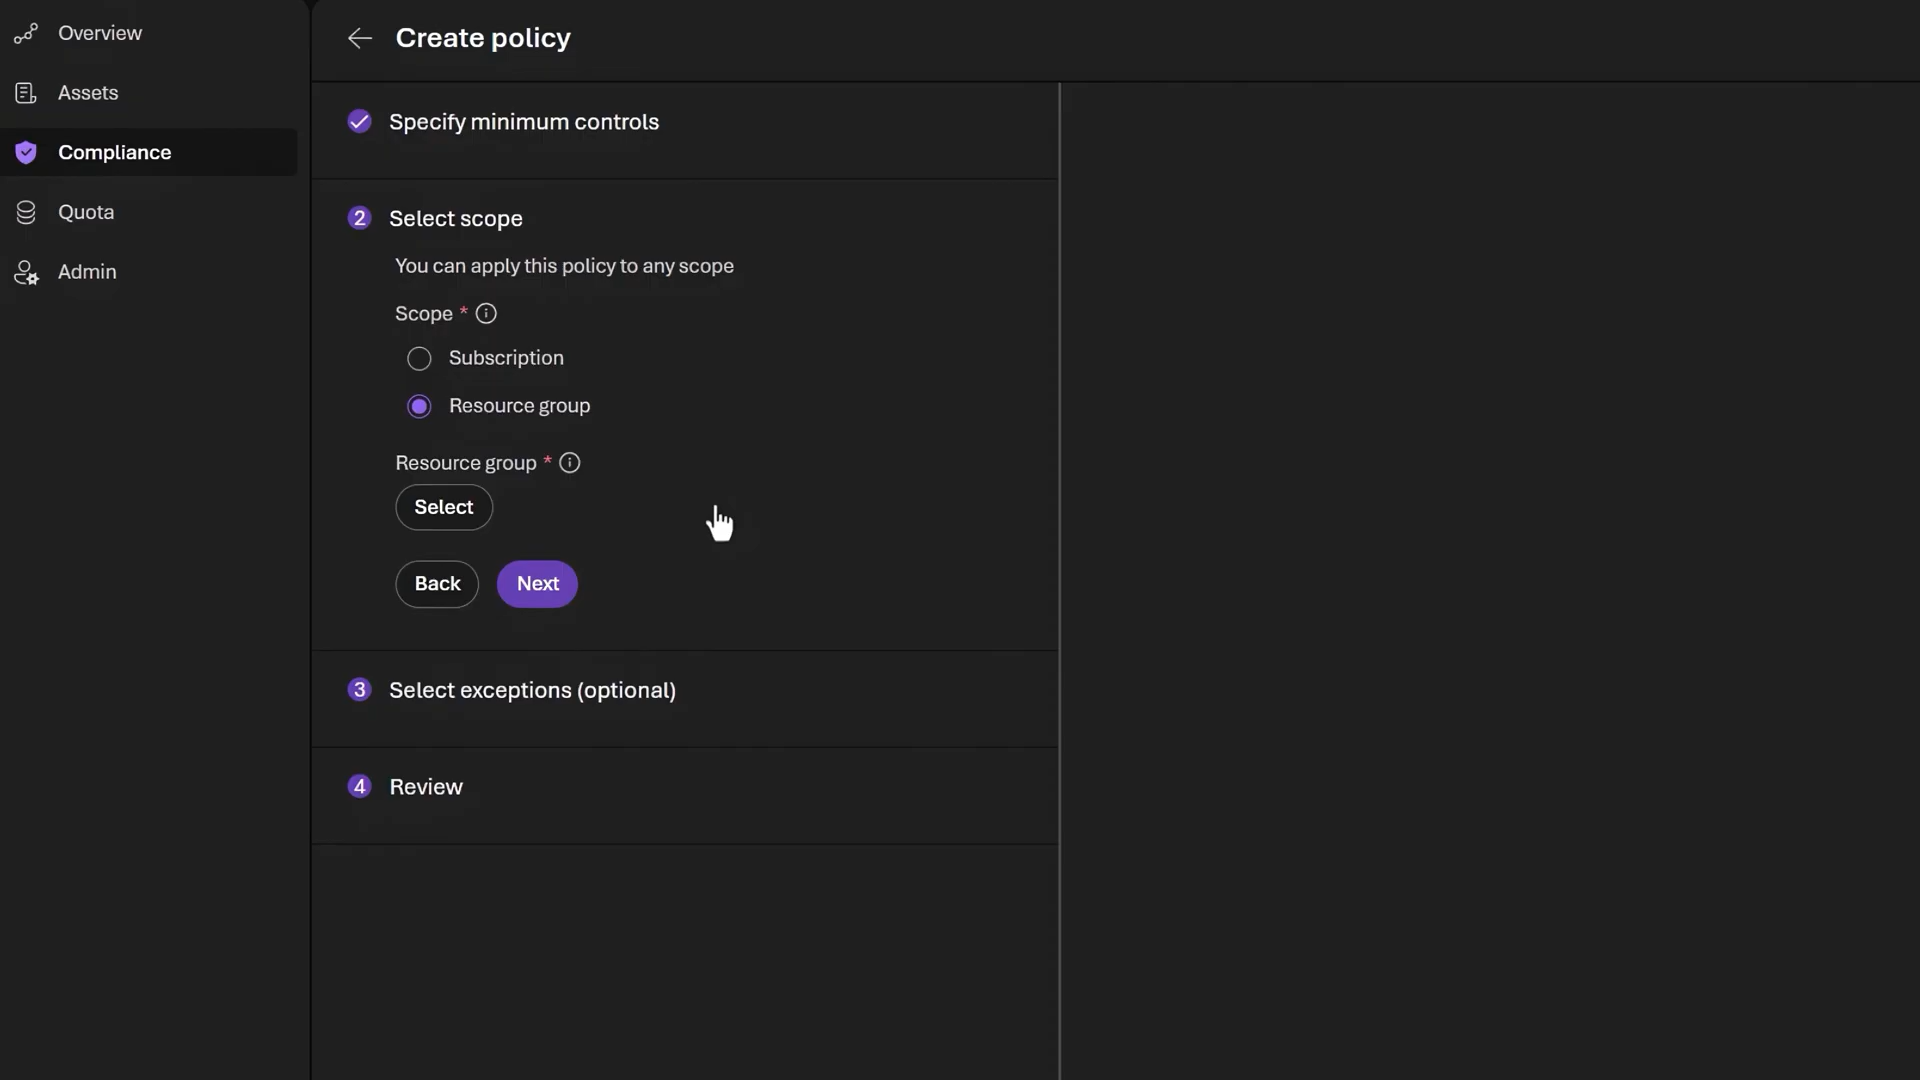 Overview
Assets
Compliance
Quota
Admin
Create policy
Specify minimum controls
2 Select scope
You can apply this policy to any scope
Scope *
Subscription
Resource group
Resource group *
Select
Back Next
3 Select exceptions (optional)
4 Review